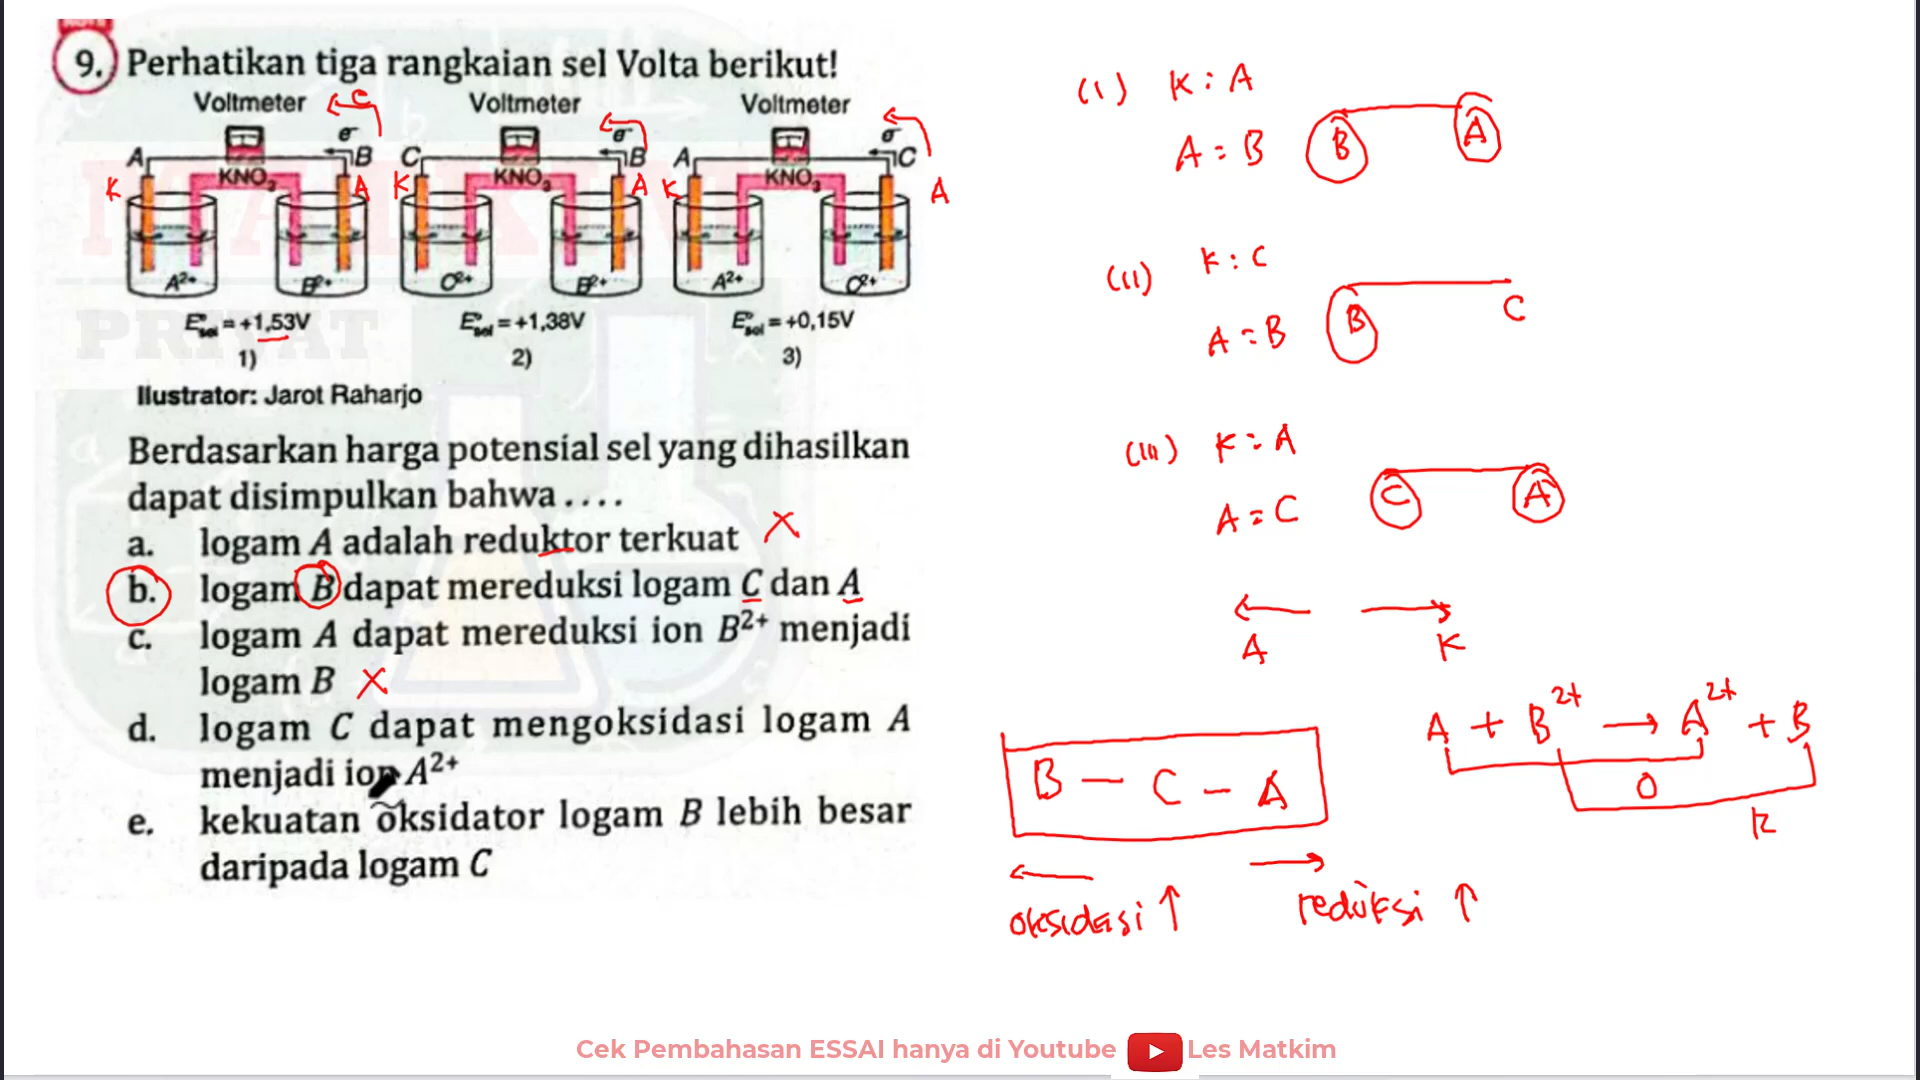 9. Perhatikan tiga rangkaian sel Volta berikut!
Voltmeter Voltmeter Voltmeter
e e⁻ e⁻ e⁻
A B C B A C
KNO₃ KNO₃ KNO₃
K A K A K A
A²⁺ B²⁺ C²⁺ B²⁺ A²⁺ C²⁺
E°sel = +1,53V E°sel = +1,38V E°sel = +0,15V
1) 2) 3)
Ilustrator: Jarot Raharjo
Berdasarkan harga potensial sel yang dihasilkan
dapat disimpulkan bahwa . . . .
a. logam A adalah reduktor terkuat X
b. logam B dapat mereduksi logam C dan A
c. logam A dapat mereduksi ion B²⁺ menjadi
logam B X
d. logam C dapat mengoksidasi logam A
menjadi ion A²⁺
e. kekuatan oksidator logam B lebih besar
daripada logam C
(I) K : A
A = B B A
(II) K : C
A = B B C
(III) K = A
A = C C A
← →
A K
A + B²⁺ → A²⁺ + B
O
R
B – C – A
← →
oksidasi ↑ reduksi ↑
Cek Pembahasan ESSAI hanya di Youtube Les Matkim